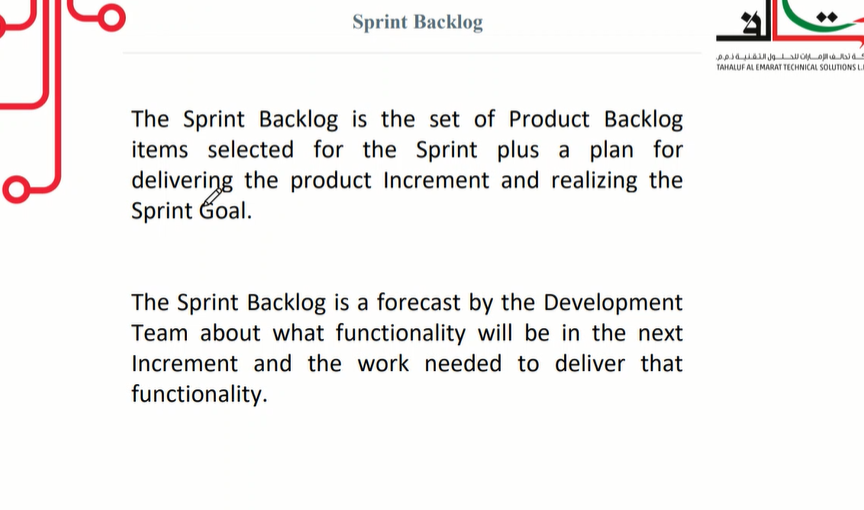 Sprint Backlog
TAHALUF AL EMARAT TECHNICAL SOLUTIONS L
The Sprint Backlog is the set of Product Backlog
items selected for the Sprint plus a plan for
delivering the product Increment and realizing the
Sprint Goal.
The Sprint Backlog is a forecast by the Development
Team about what functionality will be in the next
Increment and the work needed to deliver that
functionality.